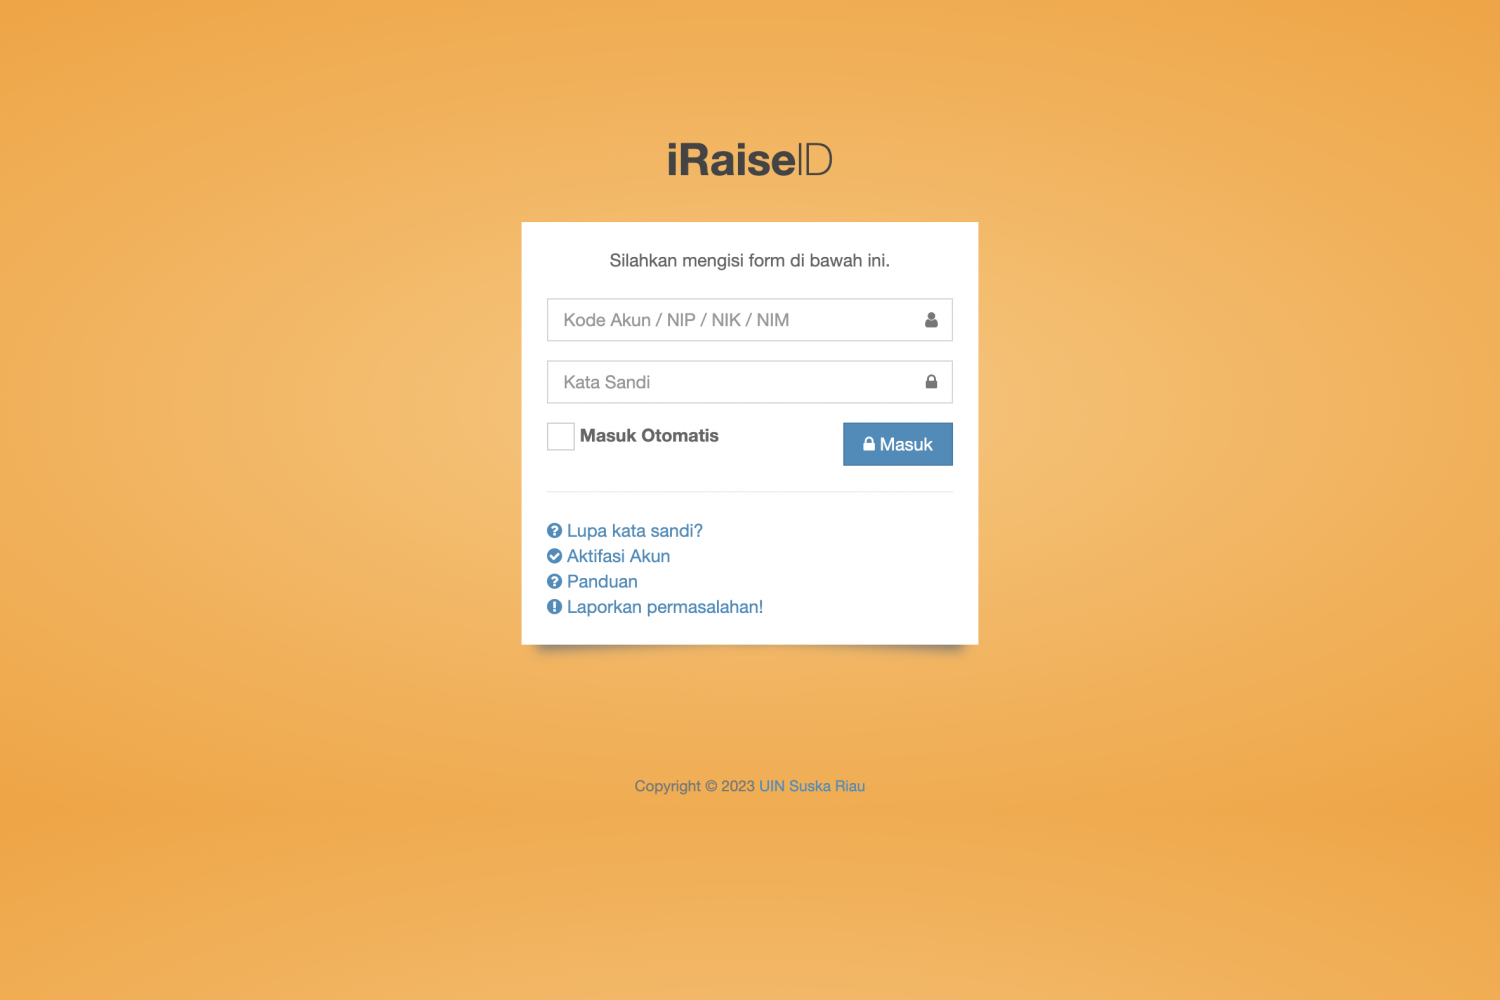 iRaiseID
Silahkan mengisi form di bawah ini.
Kode Akun / NIP / NIK / NIM
Kata Sandi
Masuk Otomatis
Masuk
Lupa kata sandi?
Aktifasi Akun
Panduan
Laporkan permasalahan!
Copyright © 2023 UIN Suska Riau